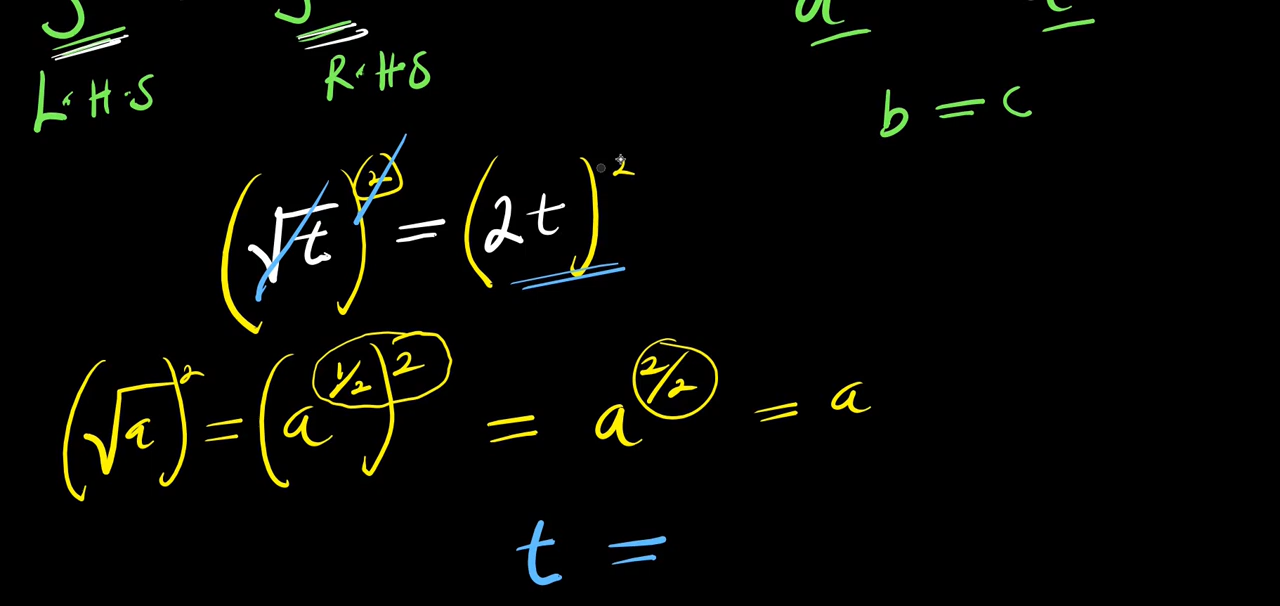 L.H.S R.H.S
b = c
(√t)² = (2t)²
(√a)² = (a^1/2)² = a^2/2 = a
t =